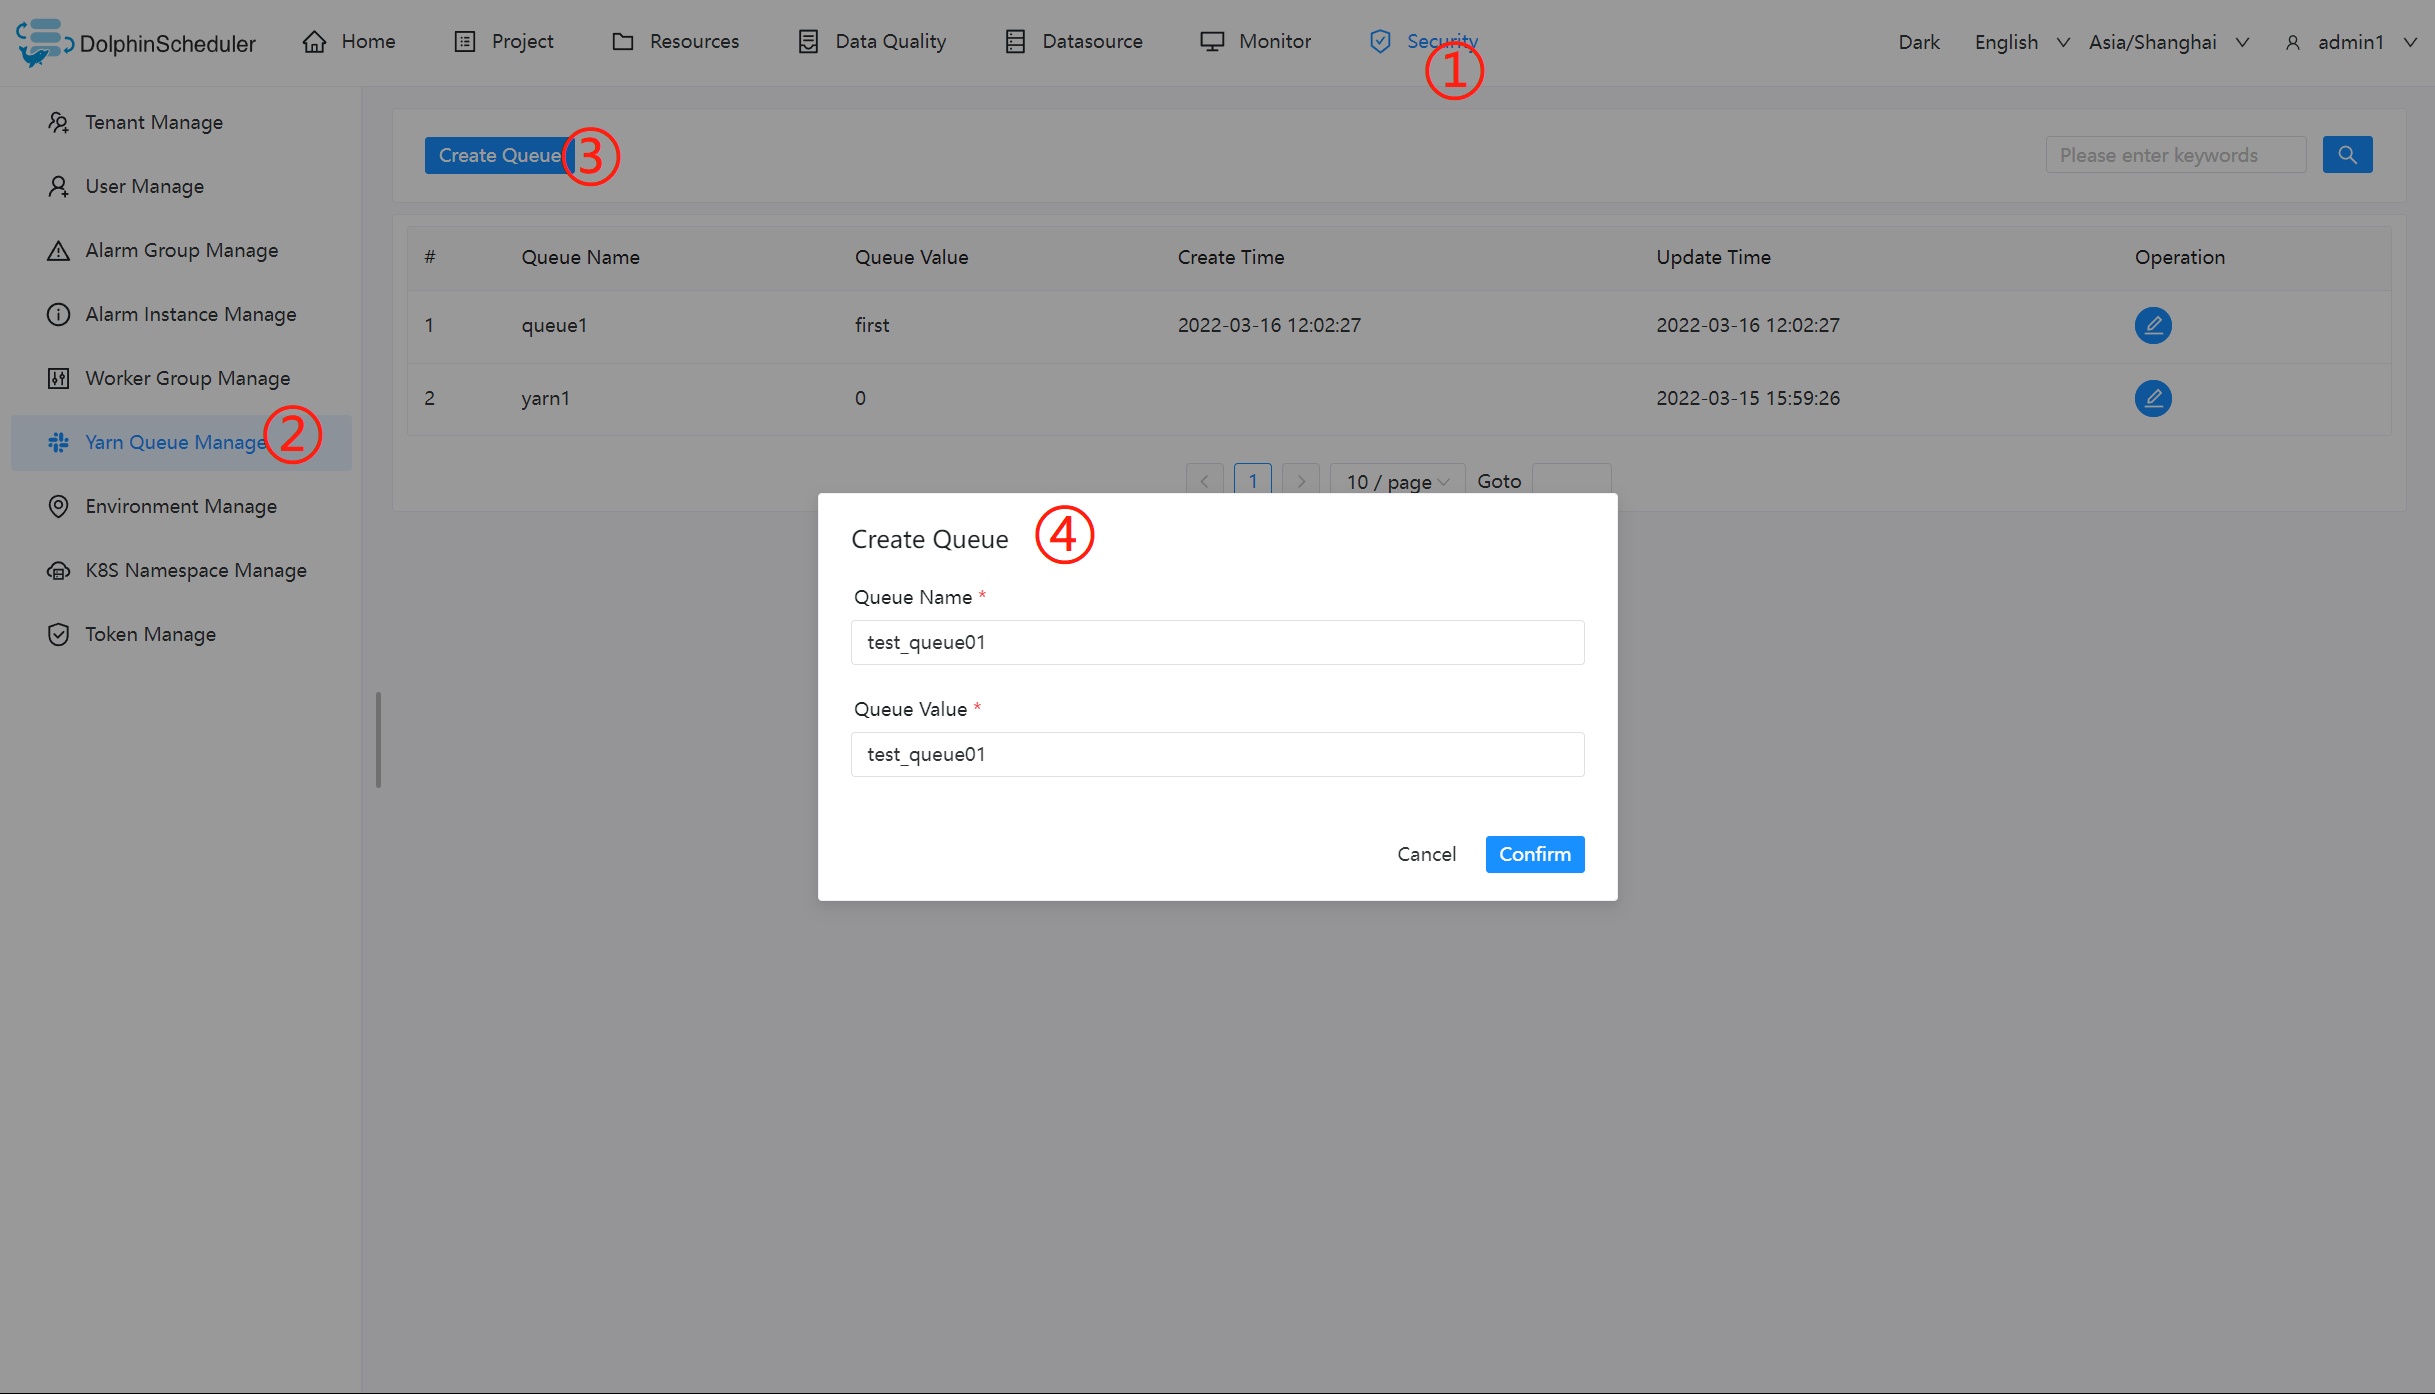 DolphinScheduler Home Project Resources Data Quality Datasource Monitor Security Dark English Asia/Shanghai admin1
①
Tenant Manage
User Manage
Alarm Group Manage
Alarm Instance Manage
Worker Group Manage
Yarn Queue Manage ②
Environment Manage
K8S Namespace Manage
Token Manage
Create Queue ③ Please enter keywords
# Queue Name Queue Value Create Time Update Time Operation
1 queue1 first 2022-03-16 12:02:27 2022-03-16 12:02:27
2 yarn1 0 2022-03-15 15:59:26
1 10 / page Goto
Create Queue ④
Queue Name *
test_queue01
Queue Value *
test_queue01
Cancel Confirm